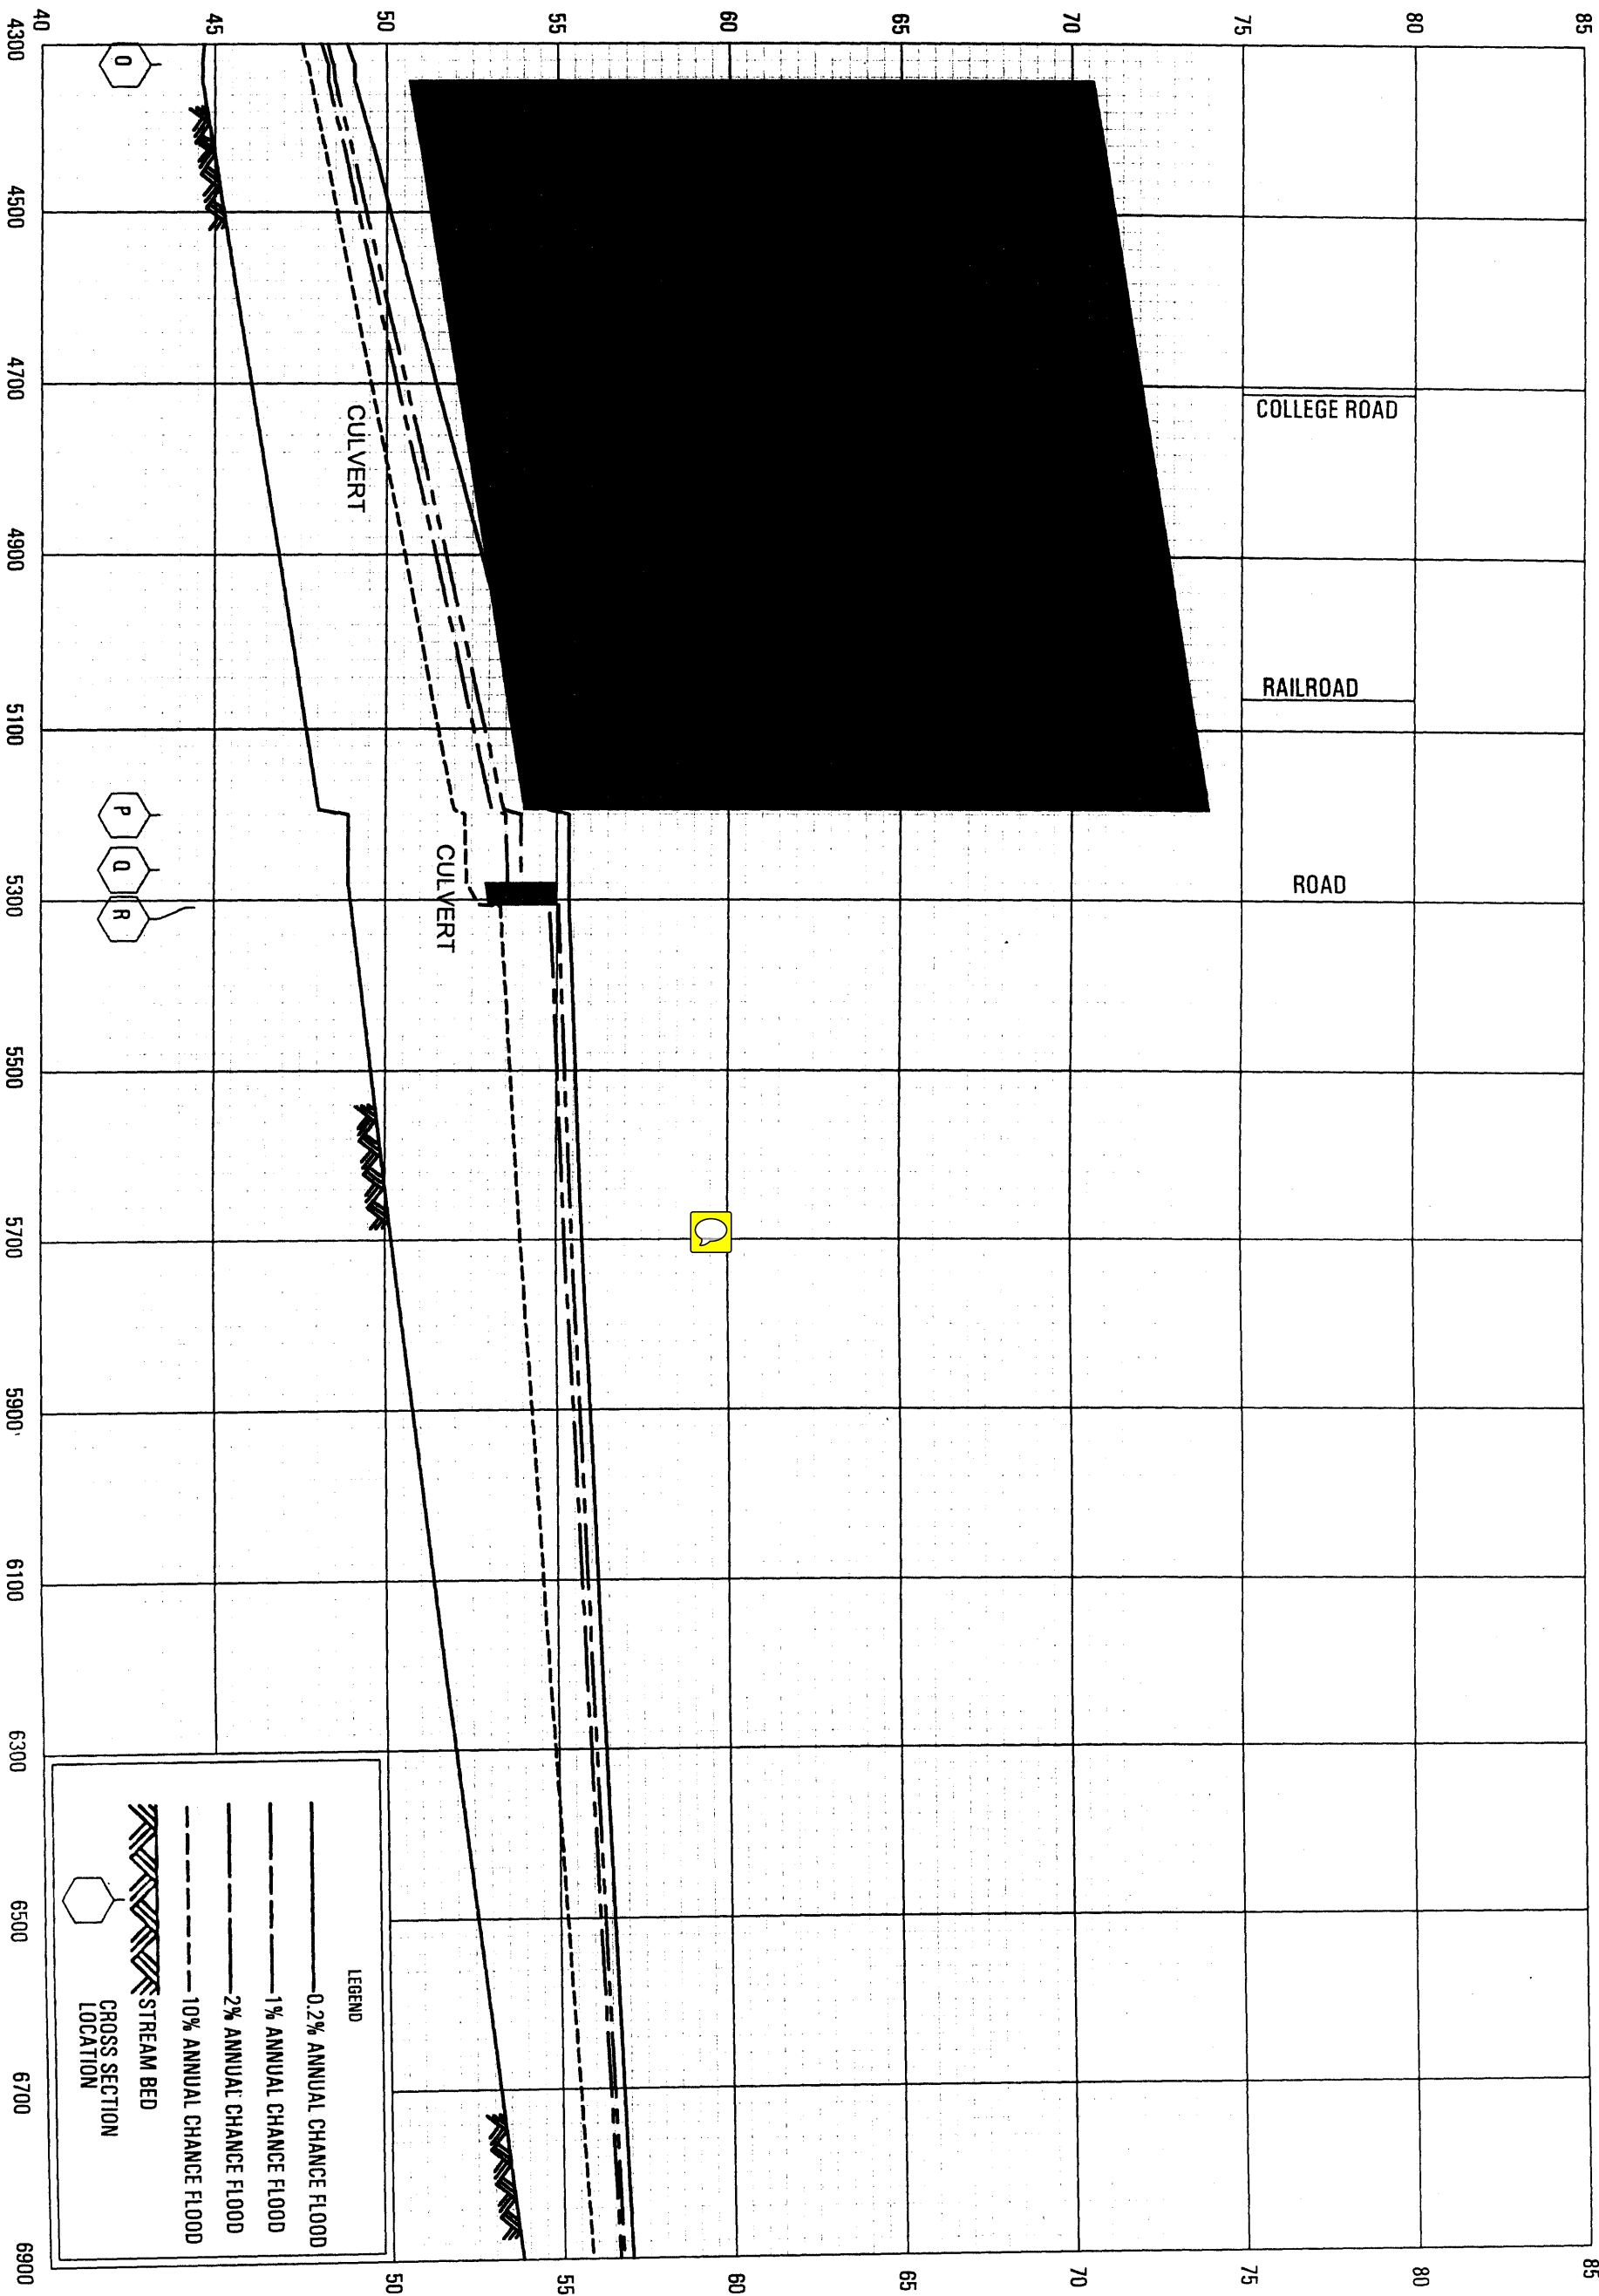 85
80
75
70
65
60
55
50
45
40
85
80
75
70
65
60
55
50
COLLEGE ROAD
RAILROAD
ROAD
CULVERT
CULVERT
O
P
Q
R
4300
4500
4700
4900
5100
5300
5500
5700
5900
6100
6300
6500
6700
6900
LEGEND
0.2% ANNUAL CHANCE FLOOD
1% ANNUAL CHANCE FLOOD
2% ANNUAL CHANCE FLOOD
10% ANNUAL CHANCE FLOOD
STREAM BED
CROSS SECTION
LOCATION